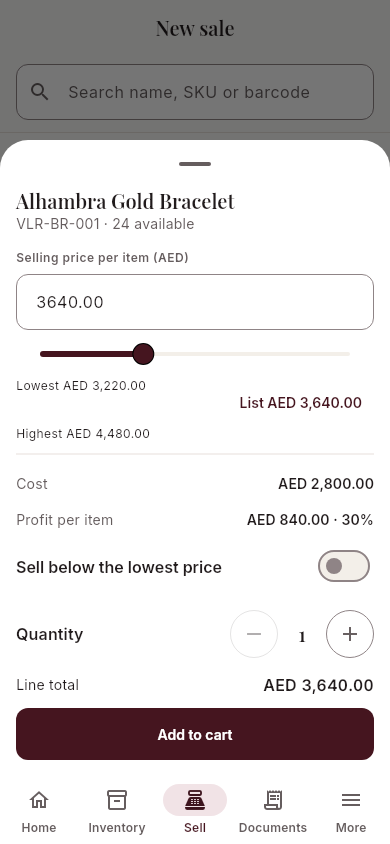 New sale
Search name, SKU or barcode
Alhambra Gold Bracelet
VLR-BR-001 · 24 available
Selling price per item (AED)
3640.00
Lowest AED 3,220.00
List AED 3,640.00
Highest AED 4,480.00
Cost AED 2,800.00
Profit per item AED 840.00 · 30%
Sell below the lowest price
Quantity 1
Line total AED 3,640.00
Add to cart
Home Inventory Sell Documents More